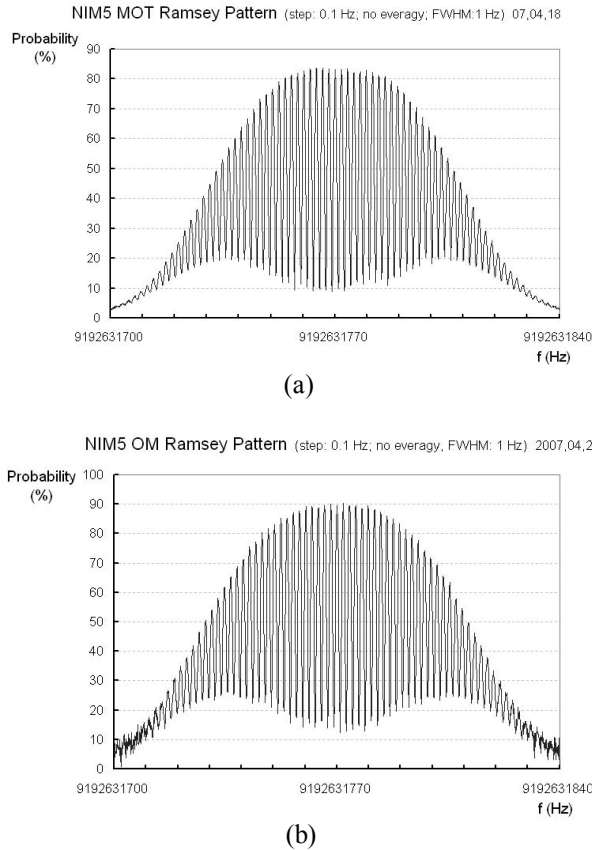 NIM5 MOT Ramsey Pattern (step: 0.1 Hz; no everagy; FWHM:1 Hz) 07,04,18
Probability
(%)
90
80
70
60
50
40
30
20
10
0
9192631700 9192631770 9192631840
f (Hz)
(a)
NIM5 OM Ramsey Pattern (step: 0.1 Hz; no everagy, FWHM: 1 Hz) 2007,04,2
Probability
(%)
100
90
80
70
60
50
40
30
20
10
0
9192631700 9192631770 9192631840
f (Hz)
(b)